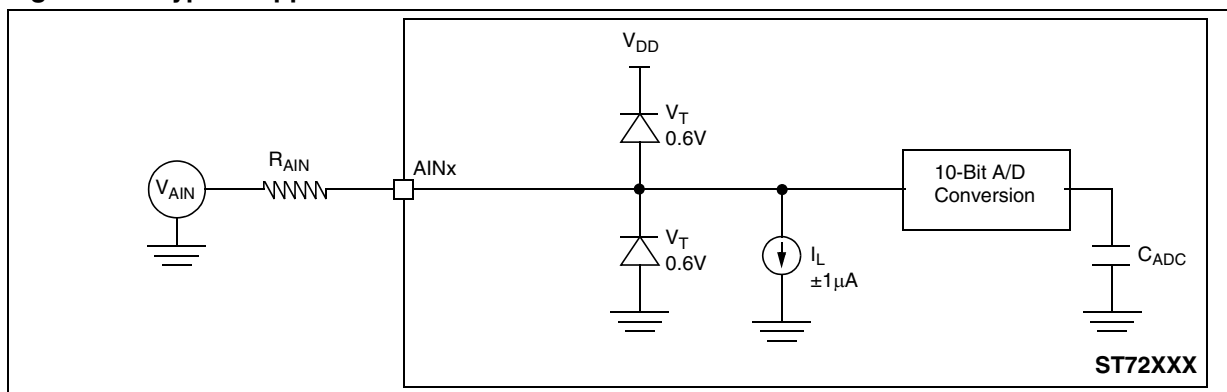 V_DD
V_T
0.6V
R_AIN
AINx
V_AIN
10-Bit A/D
Conversion
V_T
0.6V
I_L
±1μA
C_ADC
ST72XXX